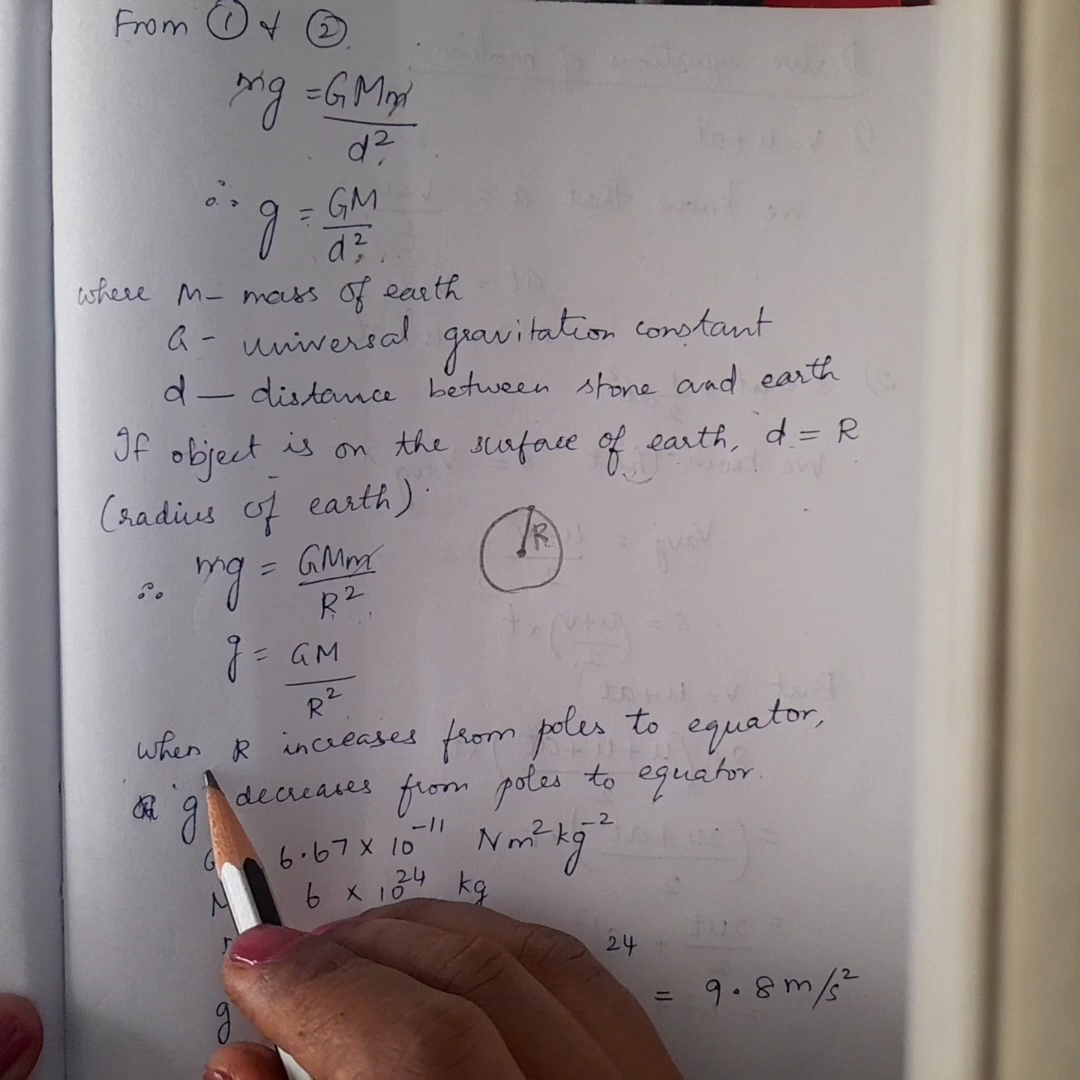 From ① & ②.
mg = GMm
d²
∴ g = GM
d²
where M - mass of earth
G - universal gravitation constant
d — distance between stone and earth
If object is on the surface of earth, d = R
(radius of earth).
R
∴ mg = GMm
R²
g = GM
R²
when R increases from poles to equator,
g decreases from poles to equator.
6.67 × 10⁻¹¹ Nm² kg⁻²
M 6 × 10²⁴ kg
24
g = 9.8 m/s²